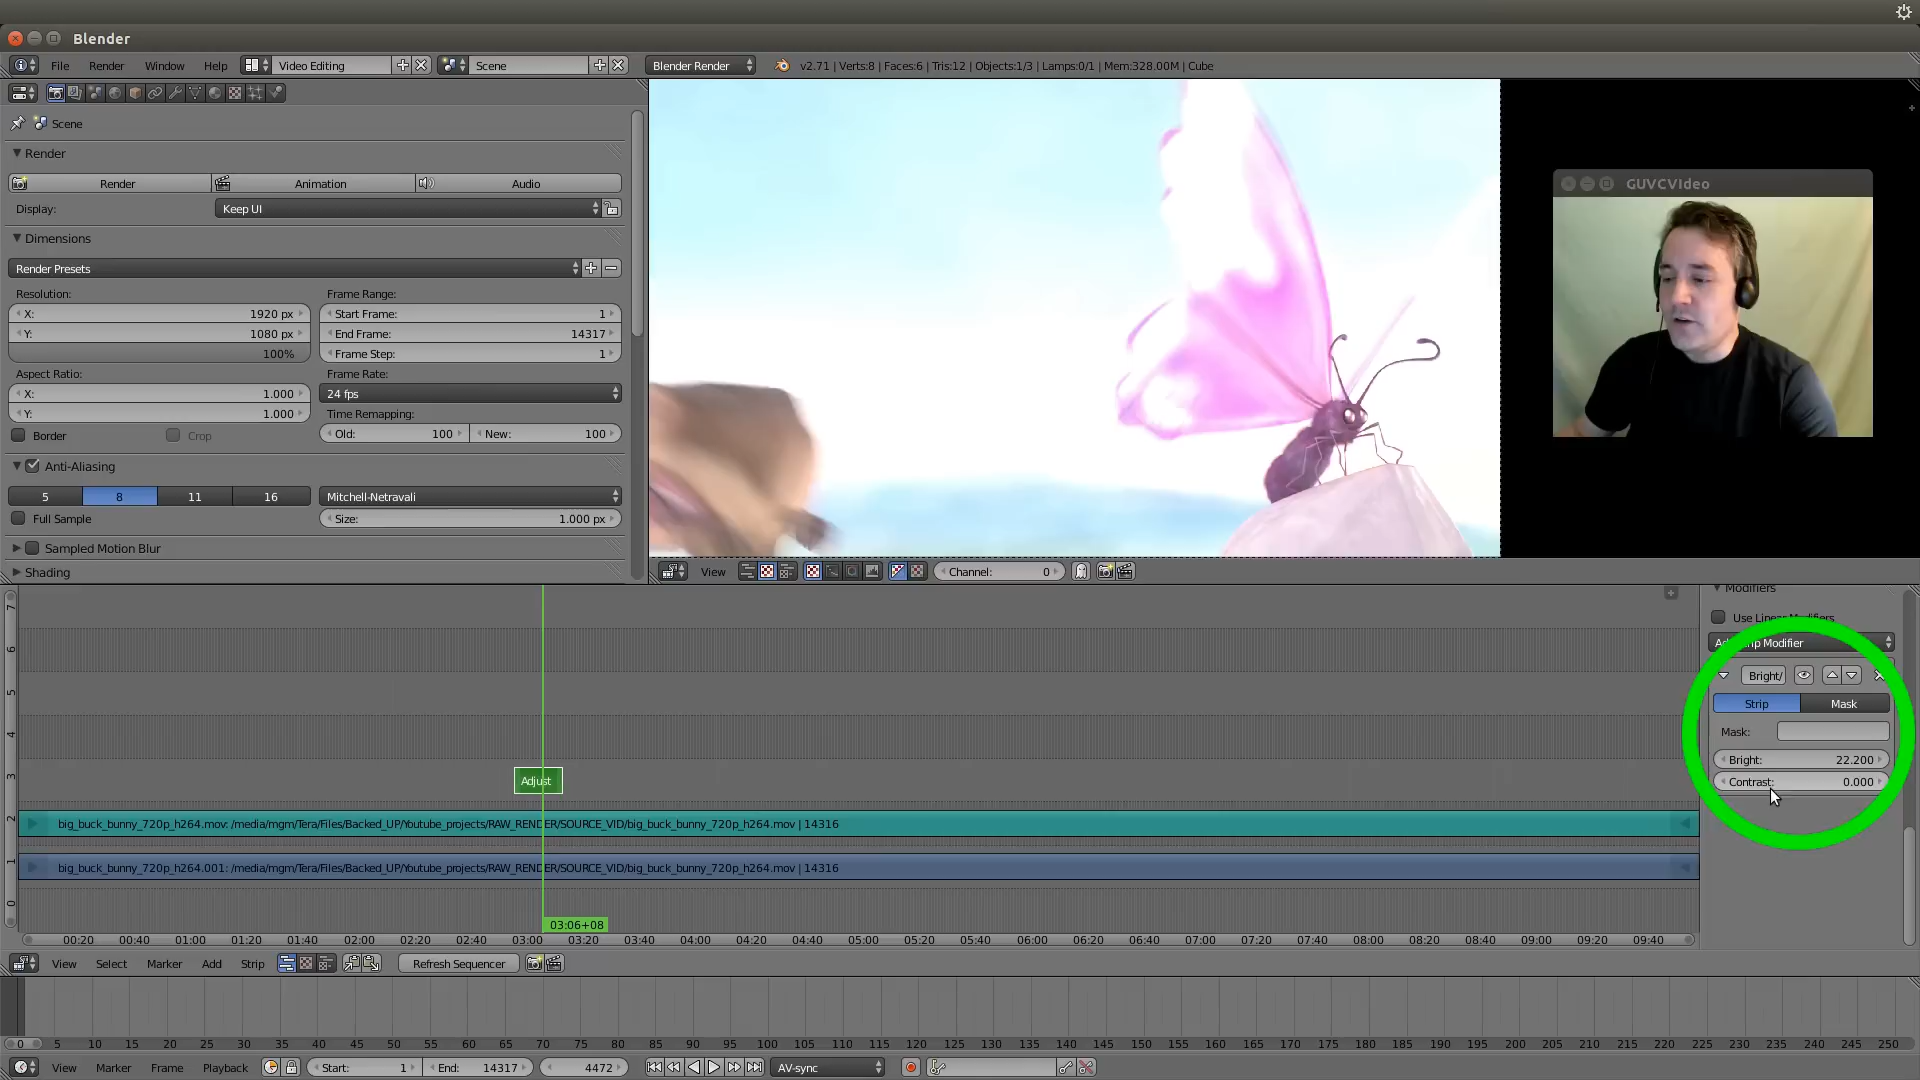 Blender
File Render Window Help Video Editing Scene Blender Render v2.71 | Verts:8 | Faces:6 | Tris:12 | Objects:1/3 | Lamps:0/1 | Mem:328.00M | Cube
Scene
Render
Render Animation Audio
Display: Keep UI
Dimensions
Render Presets
Resolution: Frame Range:
X: 1920 px Start Frame: 1
Y: 1080 px End Frame: 14317
100% Frame Step: 1
Aspect Ratio: Frame Rate:
X: 1.000 24 fps
Y: 1.000 Time Remapping:
Border Crop Old: 100 New: 100
Anti-Aliasing
5 8 11 16 Mitchell-Netravali
Full Sample Size: 1.000 px
Sampled Motion Blur
Shading
GUVCVIdeo
View Channel: 0
Modifiers
Use Linear Modifiers
Modifier
Bright/
Strip Mask
Mask:
Bright: 22.200
Contrast: 0.000
7
6
5
4
3
Adjust
2 big_buck_bunny_720p_h264.mov: /media/mgm/Tera/Files/Backed_UP/Youtube_projects/RAW_RENDER/SOURCE_VID/big_buck_bunny_720p_h264.mov | 14316
1 big_buck_bunny_720p_h264.001: /media/mgm/Tera/Files/Backed_UP/Youtube_projects/RAW_RENDER/SOURCE_VID/big_buck_bunny_720p_h264.mov | 14316
0
03:06+08
00:20 00:40 01:00 01:20 01:40 02:00 02:20 02:40 03:00 03:20 03:40 04:00 04:20 04:40 05:00 05:20 05:40 06:00 06:20 06:40 07:00 07:20 07:40 08:00 08:20 08:40 09:00 09:20 09:40
View Select Marker Add Strip Refresh Sequencer
0 5 10 15 20 25 30 35 40 45 50 55 60 65 70 75 80 85 90 95 100 105 110 115 120 125 130 135 140 145 150 155 160 165 170 175 180 185 190 195 200 205 210 215 220 225 230 235 240 245 250
View Marker Frame Playback Start: 1 End: 14317 4472 AV-sync